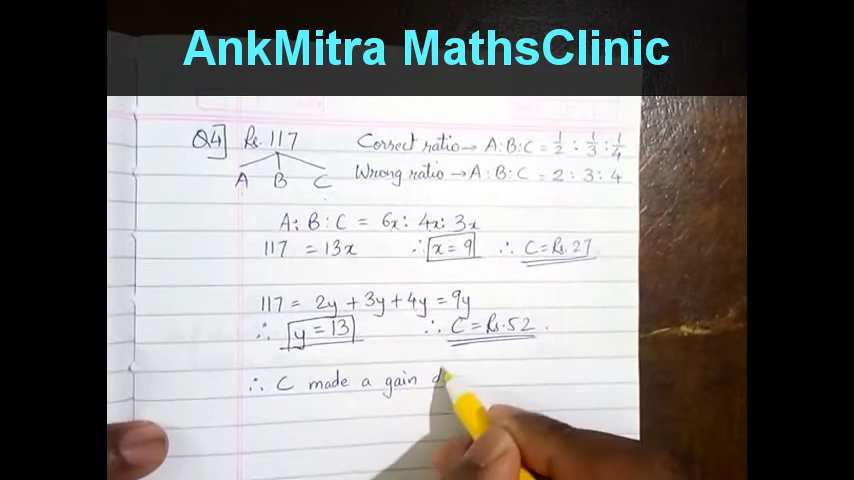 AnkMitra MathsClinic
Q4] Rs. 117
A B C
Correct ratio → A:B:C = 1/2 : 1/3 : 1/4
Wrong ratio → A:B:C = 2:3:4
A:B:C = 6x: 4x: 3x
117 = 13x ∴ x = 9 ∴ C = Rs. 27
117 = 2y + 3y + 4y = 9y
∴ y = 13 ∴ C = Rs. 52.
∴ C made a gain